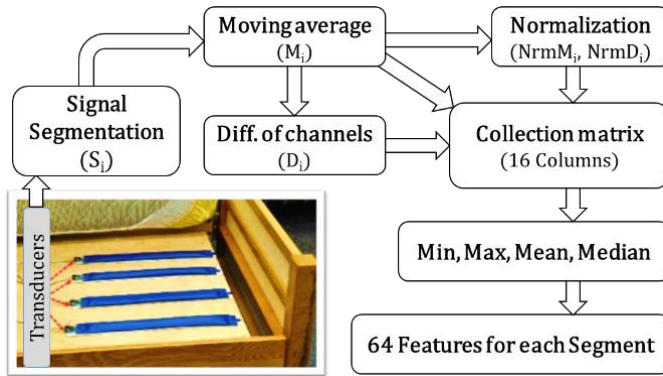 Moving average
(Mᵢ)
Normalization
(NrmMᵢ, NrmDᵢ)
Signal
Segmentation
(Sᵢ)
Diff. of channels
(Dᵢ)
Collection matrix
(16 Columns)
Transducers
Min, Max, Mean, Median
64 Features for each Segment